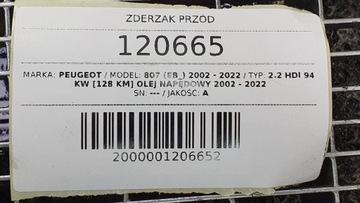 ZDERZAK PRZÓD
120665
MARKA: PEUGEOT / MODEL: 807 (EB_) 2002 - 2022 / TYP: 2.2 HDI 94
KW [128 KM] OLEJ NAPĘDOWY 2002 - 2022
SN: --- / JAKOŚĆ: A
2000001206652